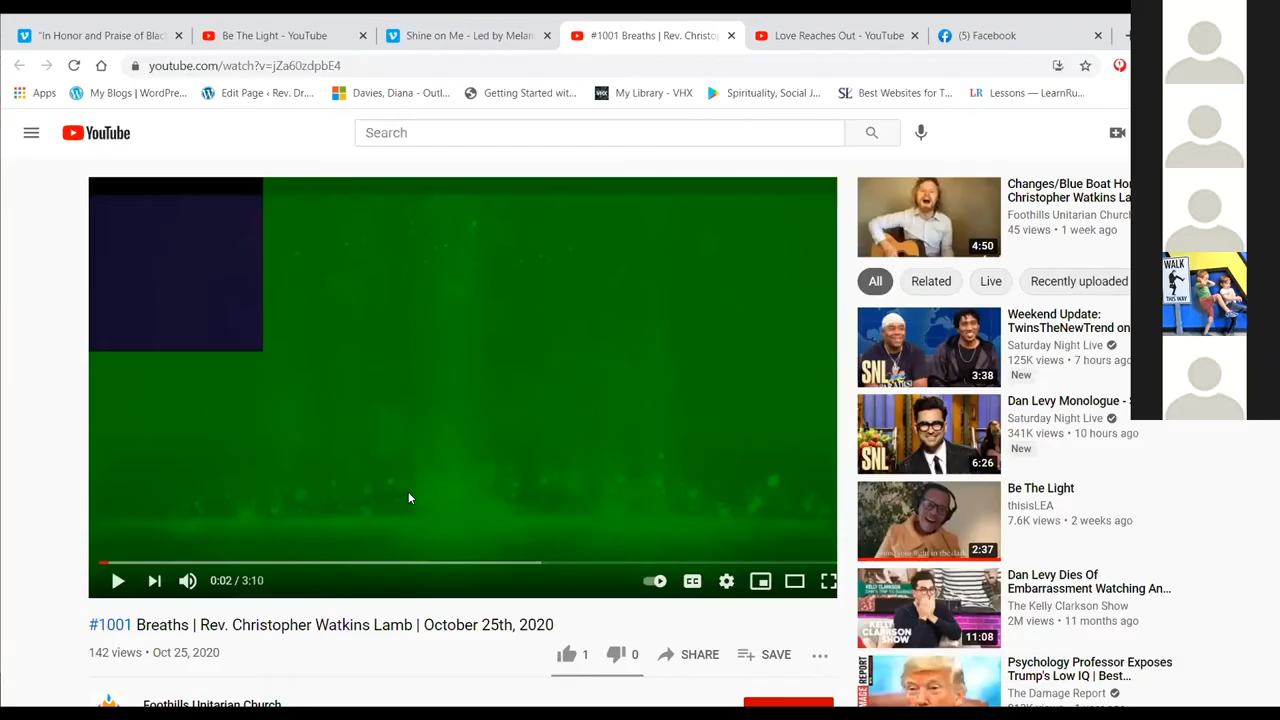 "In Honor and Praise of Blac
Be The Light - YouTube
Shine on Me - Led by Melan
#1001 Breaths | Rev. Christop
Love Reaches Out - YouTube
(5) Facebook
youtube.com/watch?v=jZa60zdpbE4
Apps
My Blogs | WordPre...
Edit Page ‹ Rev. Dr....
Davies, Diana - Outl...
Getting Started wit...
VHX
My Library - VHX
Spirituality, Social J...
SL
Best Websites for T...
LR
Lessons — LearnRu...
YouTube
Search
Changes/Blue Boat Hor
Christopher Watkins La
Foothills Unitarian Churc
45 views • 1 week ago
4:50
All
Related
Live
Recently uploaded
Weekend Update:
TwinsTheNewTrend on
Saturday Night Live
125K views • 7 hours ago
New
SNL
3:38
Dan Levy Monologue -
Saturday Night Live
341K views • 10 hours ago
New
SNL
6:26
Be The Light
thisisLEA
7.6K views • 2 weeks ago
2:37
Dan Levy Dies Of
Embarrassment Watching An...
The Kelly Clarkson Show
2M views • 11 months ago
KELLY
CLARKSON
SHOW
11:08
Psychology Professor Exposes
Trump's Low IQ | Best...
The Damage Report
WALK
THIS WAY
0:02 / 3:10
CC
#1001 Breaths | Rev. Christopher Watkins Lamb | October 25th, 2020
142 views • Oct 25, 2020
1
0
SHARE
SAVE
Foothills Unitarian Church